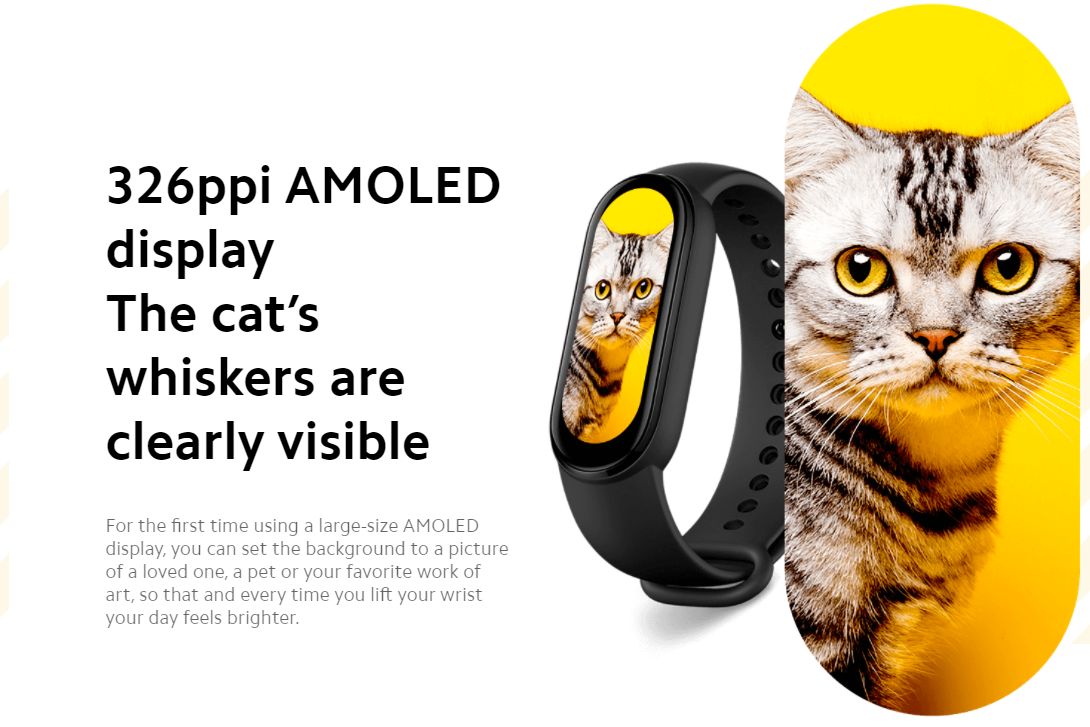 326ppi AMOLED
display
The cat’s
whiskers are
clearly visible
For the first time using a large-size AMOLED
display, you can set the background to a picture
of a loved one, a pet or your favorite work of
art, so that and every time you lift your wrist
your day feels brighter.